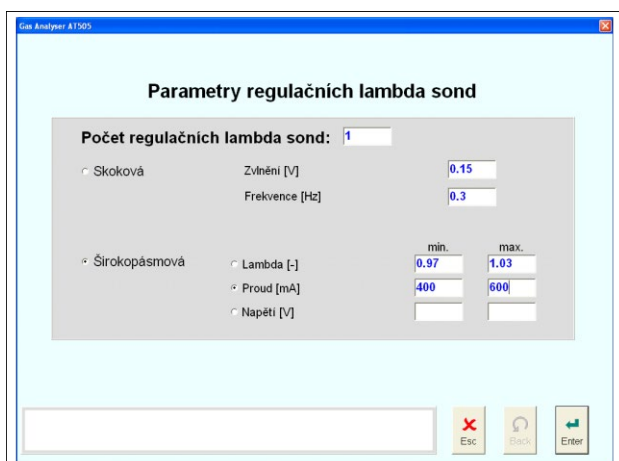 Gas Analyser AT505
Parametry regulačních lambda sond
Počet regulačních lambda sond: 1
Skoková Zvlnění [V] 0.15
Frekvence [Hz] 0.3
min. max.
Širokopásmová Lambda [-] 0.97 1.03
Proud [mA] 400 600
Napětí [V]
Esc Back Enter